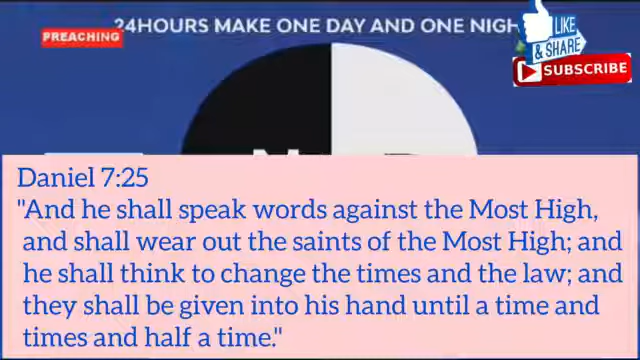 24HOURS MAKE ONE DAY AND ONE NIGH
PREACHING
LIKE
& SHARE
SUBSCRIBE
Daniel 7:25
"And he shall speak words against the Most High,
and shall wear out the saints of the Most High; and
he shall think to change the times and the law; and
they shall be given into his hand until a time and
times and half a time."